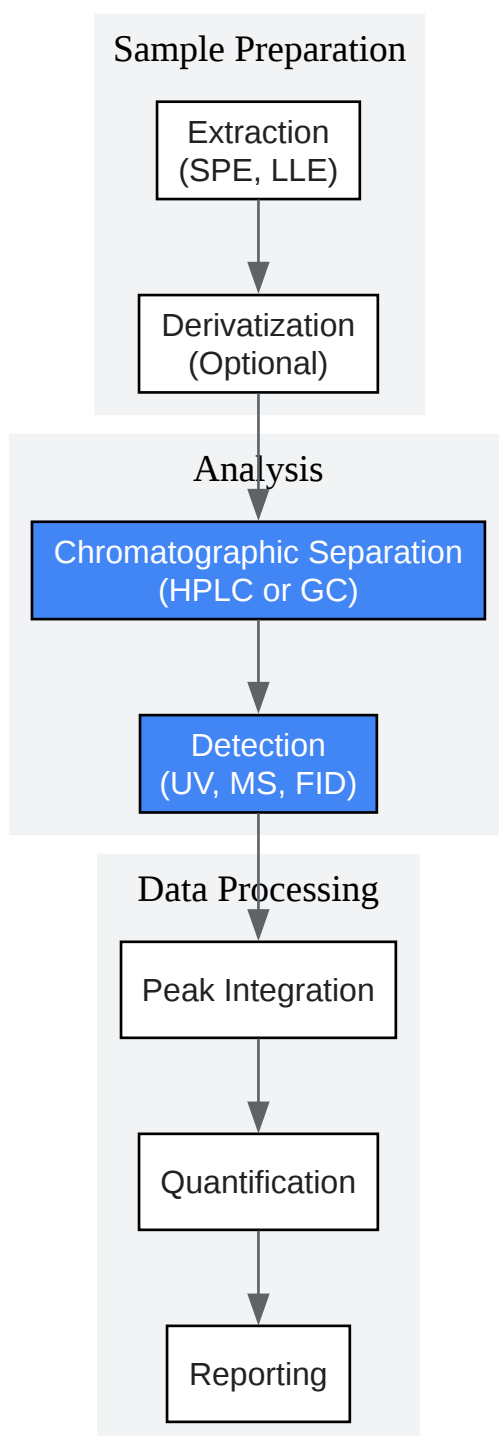 Sample Preparation
Extraction
(SPE, LLE)
Derivatization
(Optional)
Analysis
Chromatographic Separation
(HPLC or GC)
Detection
(UV, MS, FID)
Data Processing
Peak Integration
Quantification
Reporting